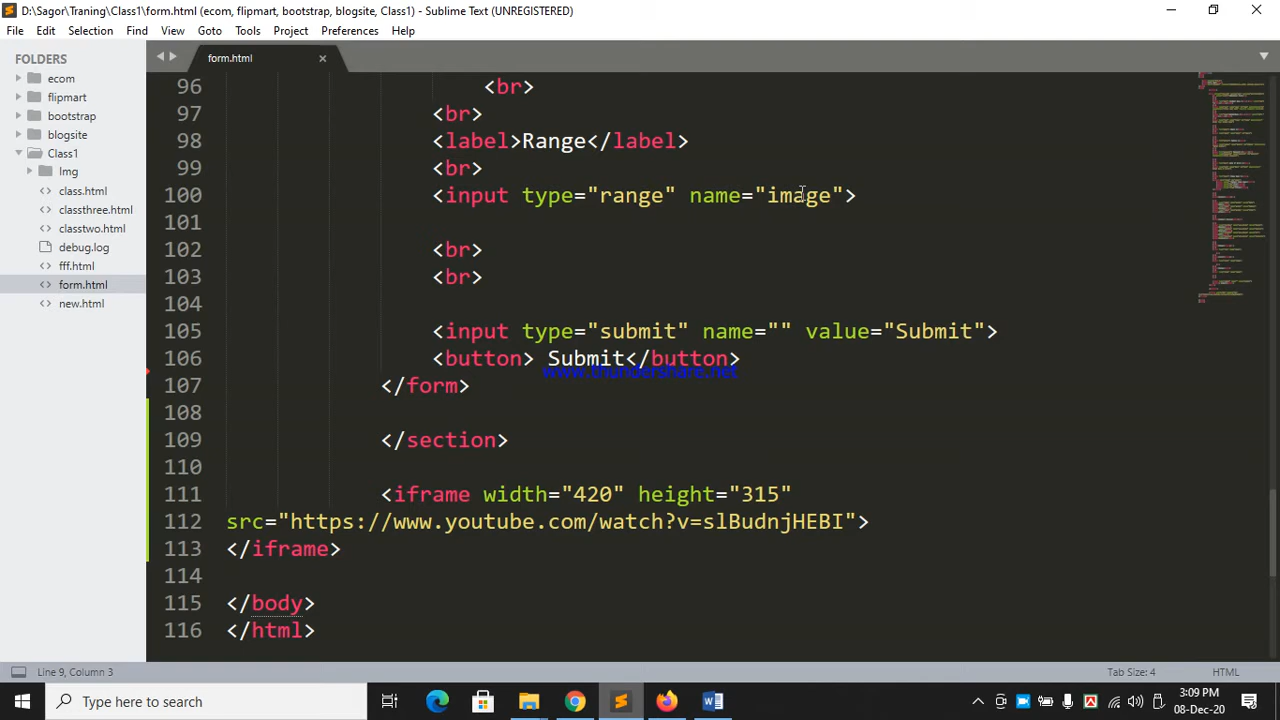 D:\Sagor\Traning\Class1\form.html (ecom, flipmart, bootstrap, blogsite, Class1) - Sublime Text (UNREGISTERED)
File Edit Selection Find View Goto Tools Project Preferences Help
FOLDERS
ecom
flipmart
bootstrap
blogsite
Class1
Img
class.html
classthree.html
classtwo.html
debug.log
fff.html
form.html
new.html
form.html
96 <br>
97 <br>
98 <label>Range</label>
99 <br>
100 <input type="range" name="image">
101
102 <br>
103 <br>
104
105 <input type="submit" name="" value="Submit">
106 <button> Submit</button>
www.thundershare.net
107 </form>
108
109 </section>
110
111 <iframe width="420" height="315"
112 src="https://www.youtube.com/watch?v=slBudnjHEBI">
113 </iframe>
114
115 </body>
116 </html>
Line 9, Column 3
Tab Size: 4
HTML
Type here to search
3:09 PM
08-Dec-20